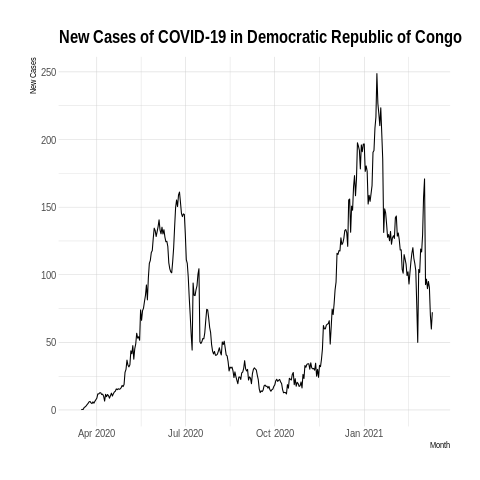 New Cases of COVID-19 in Democratic Republic of Congo
New Cases
250
200
150
100
50
0
Apr 2020 Jul 2020 Oct 2020 Jan 2021
Month